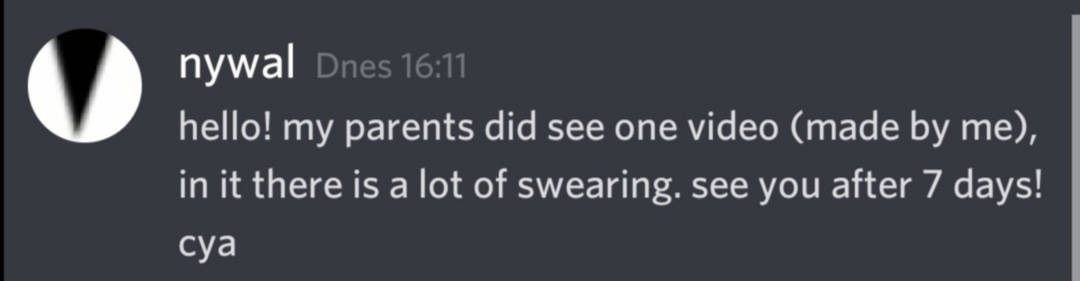 nywal Dnes 16:11
hello! my parents did see one video (made by me),
in it there is a lot of swearing. see you after 7 days!
cya